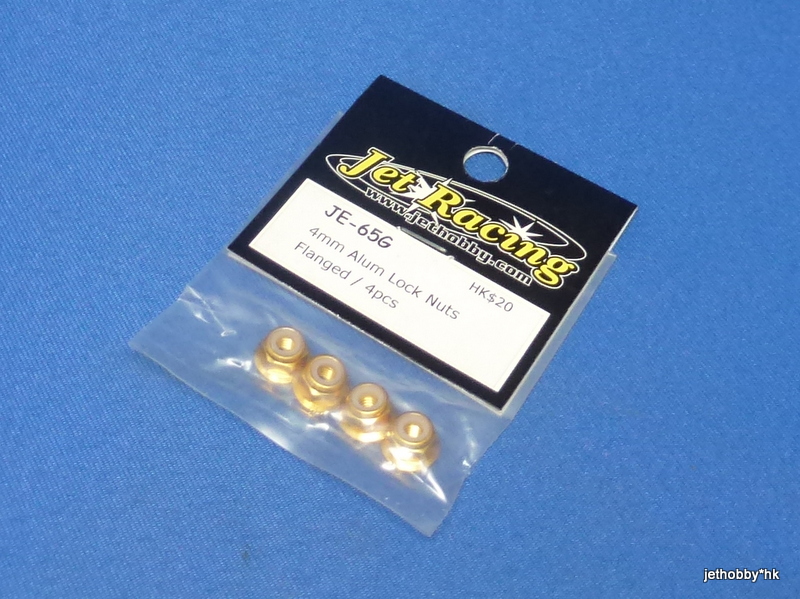 Jet Racing
www.jethobby.com
JE-65G
HK$20
4mm Alum Lock Nuts
Flanged / 4pcs
jethobby*hk